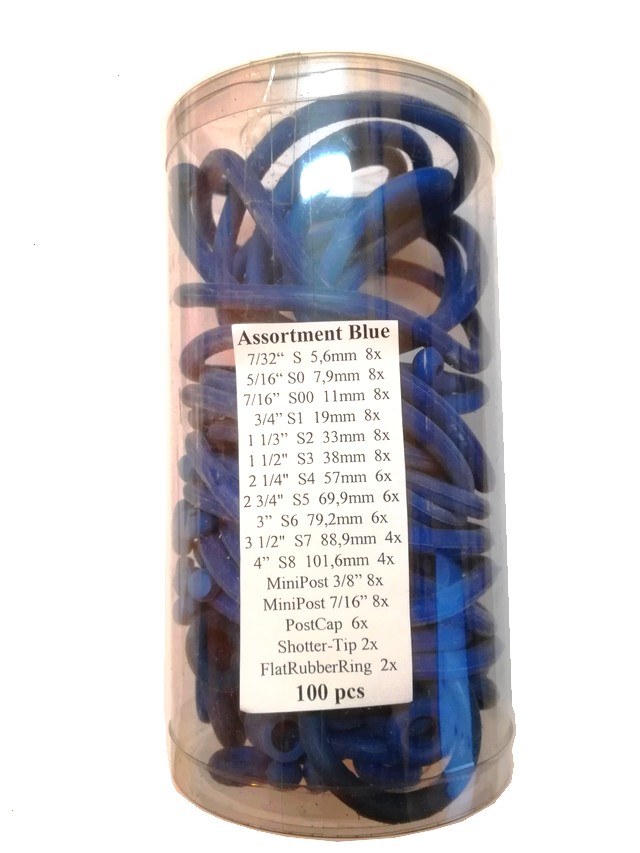 Assortment Blue
7/32“ S 5,6mm 8x
5/16“ S0 7,9mm 8x
7/16” S00 11mm 8x
3/4” S1 19mm 8x
1 1/3” S2 33mm 8x
1 1/2" S3 38mm 8x
2 1/4" S4 57mm 6x
2 3/4" S5 69,9mm 6x
3” S6 79,2mm 6x
3 1/2" S7 88,9mm 4x
4” S8 101,6mm 4x
MiniPost 3/8” 8x
MiniPost 7/16” 8x
PostCap 6x
Shotter-Tip 2x
FlatRubberRing 2x
100 pcs